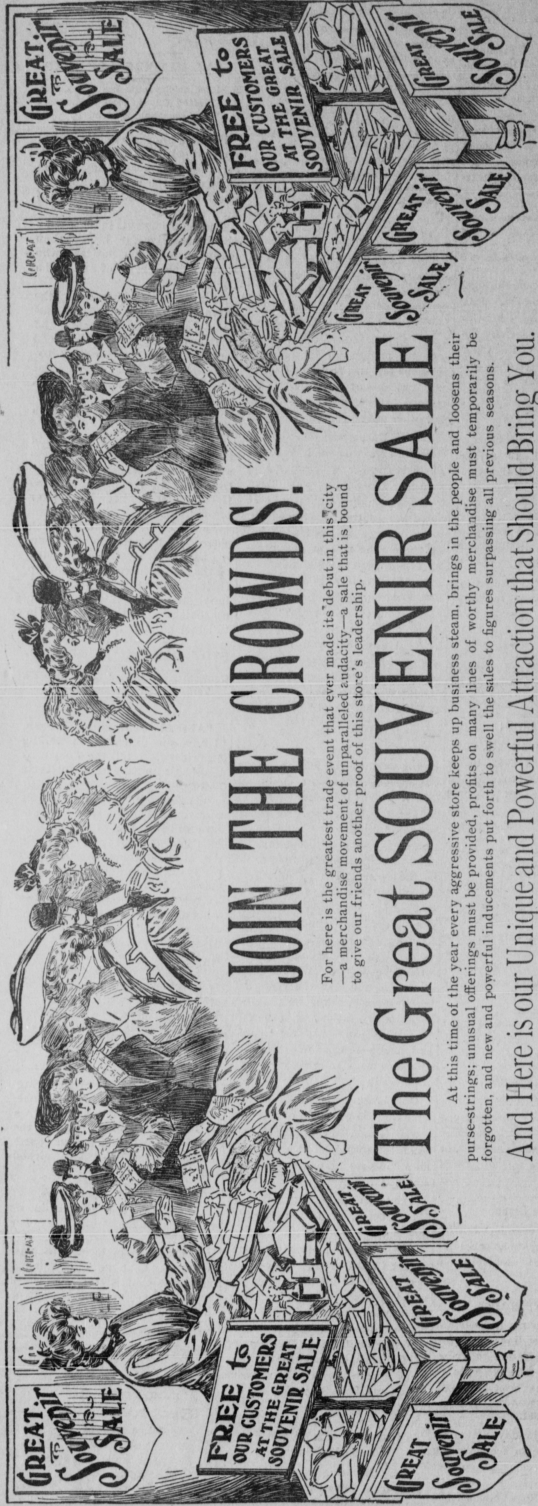 GREAT
Souvenir
SALE
FREE to
OUR CUSTOMERS
AT THE GREAT
SOUVENIR SALE
GREAT
Souvenir
SALE
GREAT
Souvenir
SALE
GREAT
Souvenir
SALE
GREAT
Souvenir
SALE
FREE to
OUR CUSTOMERS
AT THE GREAT
SOUVENIR SALE
GREAT
Souvenir
SALE
GREAT
Souvenir
SALE
GREAT
Souvenir
SALE
JOIN THE CROWDS!
For here is the greatest trade event that ever made its debut in this city
—a merchandise movement of unparalleled audacity—a sale that is bound
to give our friends another proof of this store's leadership.
The Great SOUVENIR SALE
At this time of the year every aggressive store keeps up business steam, brings in the people and loosens their
purse-strings; unusual offerings must be provided, profits on many lines of worthy merchandise must temporarily be
forgotten, and new and powerful inducements put forth to swell the sales to figures surpassing all previous seasons.
And Here is our Unique and Powerful Attraction that Should Bring You.